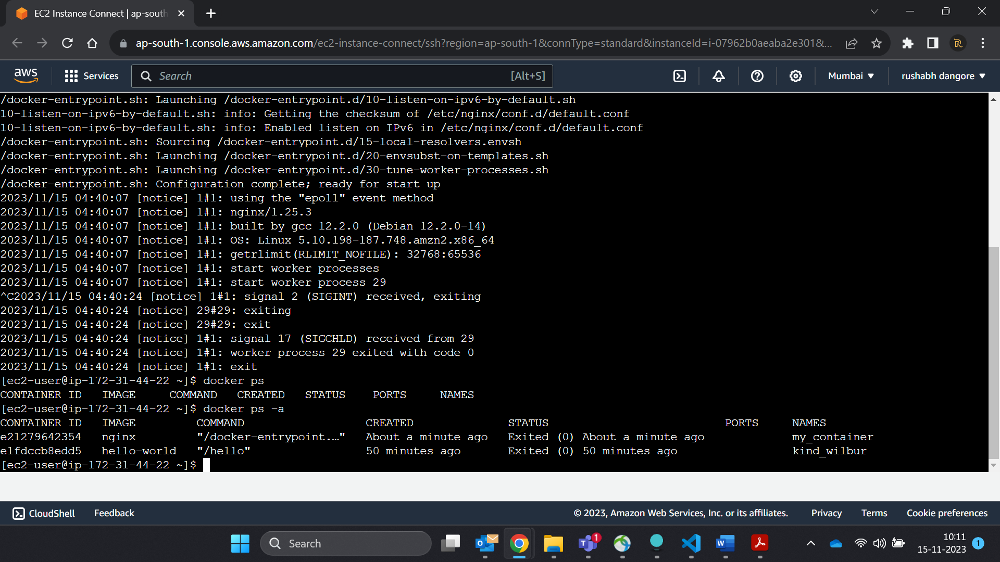 EC2 Instance Connect | ap-south
ap-south-1.console.aws.amazon.com/ec2-instance-connect/ssh?region=ap-south-1&connType=standard&instanceId=i-07962b0aeaba2e301&...
aws Services Search [Alt+S] Mumbai ▼ rushabh dangore ▼
/docker-entrypoint.sh: Launching /docker-entrypoint.d/10-listen-on-ipv6-by-default.sh
10-listen-on-ipv6-by-default.sh: info: Getting the checksum of /etc/nginx/conf.d/default.conf
10-listen-on-ipv6-by-default.sh: info: Enabled listen on IPv6 in /etc/nginx/conf.d/default.conf
/docker-entrypoint.sh: Sourcing /docker-entrypoint.d/15-local-resolvers.envsh
/docker-entrypoint.sh: Launching /docker-entrypoint.d/20-envsubst-on-templates.sh
/docker-entrypoint.sh: Launching /docker-entrypoint.d/30-tune-worker-processes.sh
/docker-entrypoint.sh: Configuration complete; ready for start up
2023/11/15 04:40:07 [notice] 1#1: using the "epoll" event method
2023/11/15 04:40:07 [notice] 1#1: nginx/1.25.3
2023/11/15 04:40:07 [notice] 1#1: built by gcc 12.2.0 (Debian 12.2.0-14)
2023/11/15 04:40:07 [notice] 1#1: OS: Linux 5.10.198-187.748.amzn2.x86_64
2023/11/15 04:40:07 [notice] 1#1: getrlimit(RLIMIT_NOFILE): 32768:65536
2023/11/15 04:40:07 [notice] 1#1: start worker processes
2023/11/15 04:40:07 [notice] 1#1: start worker process 29
^C2023/11/15 04:40:24 [notice] 1#1: signal 2 (SIGINT) received, exiting
2023/11/15 04:40:24 [notice] 29#29: exiting
2023/11/15 04:40:24 [notice] 29#29: exit
2023/11/15 04:40:24 [notice] 1#1: signal 17 (SIGCHLD) received from 29
2023/11/15 04:40:24 [notice] 1#1: worker process 29 exited with code 0
2023/11/15 04:40:24 [notice] 1#1: exit
[ec2-user@ip-172-31-44-22 ~]$ docker ps
CONTAINER ID IMAGE COMMAND CREATED STATUS PORTS NAMES
[ec2-user@ip-172-31-44-22 ~]$ docker ps -a
CONTAINER ID IMAGE COMMAND CREATED STATUS PORTS NAMES
e21279642354 nginx "/docker-entrypoint.…" About a minute ago Exited (0) About a minute ago my_container
e1fdccb8edd5 hello-world "/hello" 50 minutes ago Exited (0) 50 minutes ago kind_wilbur
[ec2-user@ip-172-31-44-22 ~]$
CloudShell Feedback © 2023, Amazon Web Services, Inc. or its affiliates. Privacy Terms Cookie preferences
Search 10:11
15-11-2023 1